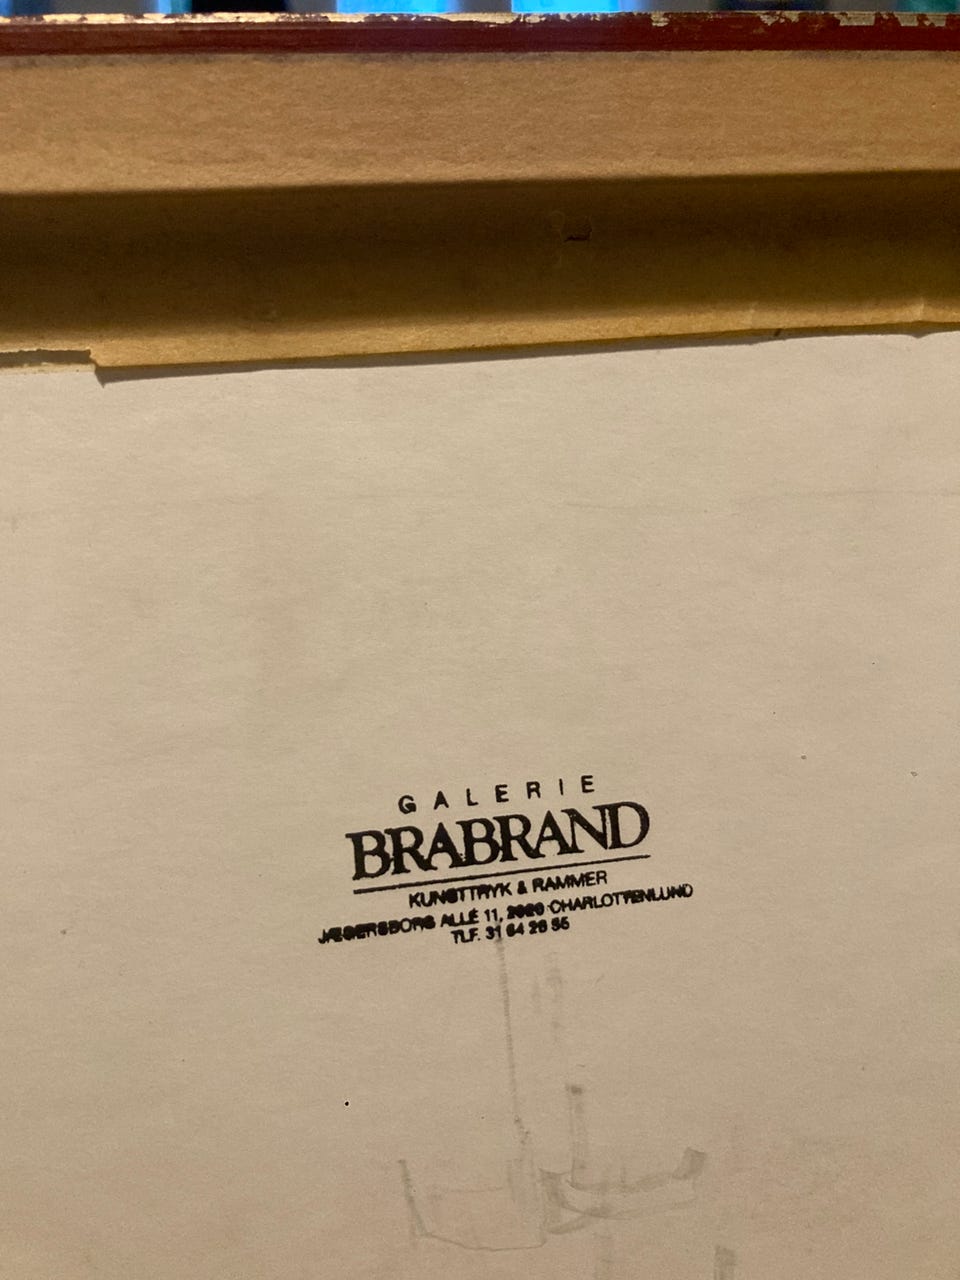 GALERIE
BRABRAND
KUNSTTRYK & RAMMER
JÆGERSBORG ALLÉ 11, 2920 CHARLOTTENLUND
TLF. 31 64 26 56